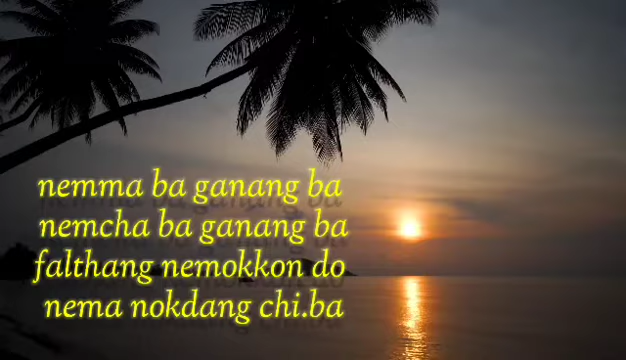 nemma ba ganang ba
nemcha ba ganang ba
falthang nemokkon do
nema nokdang chi.ba